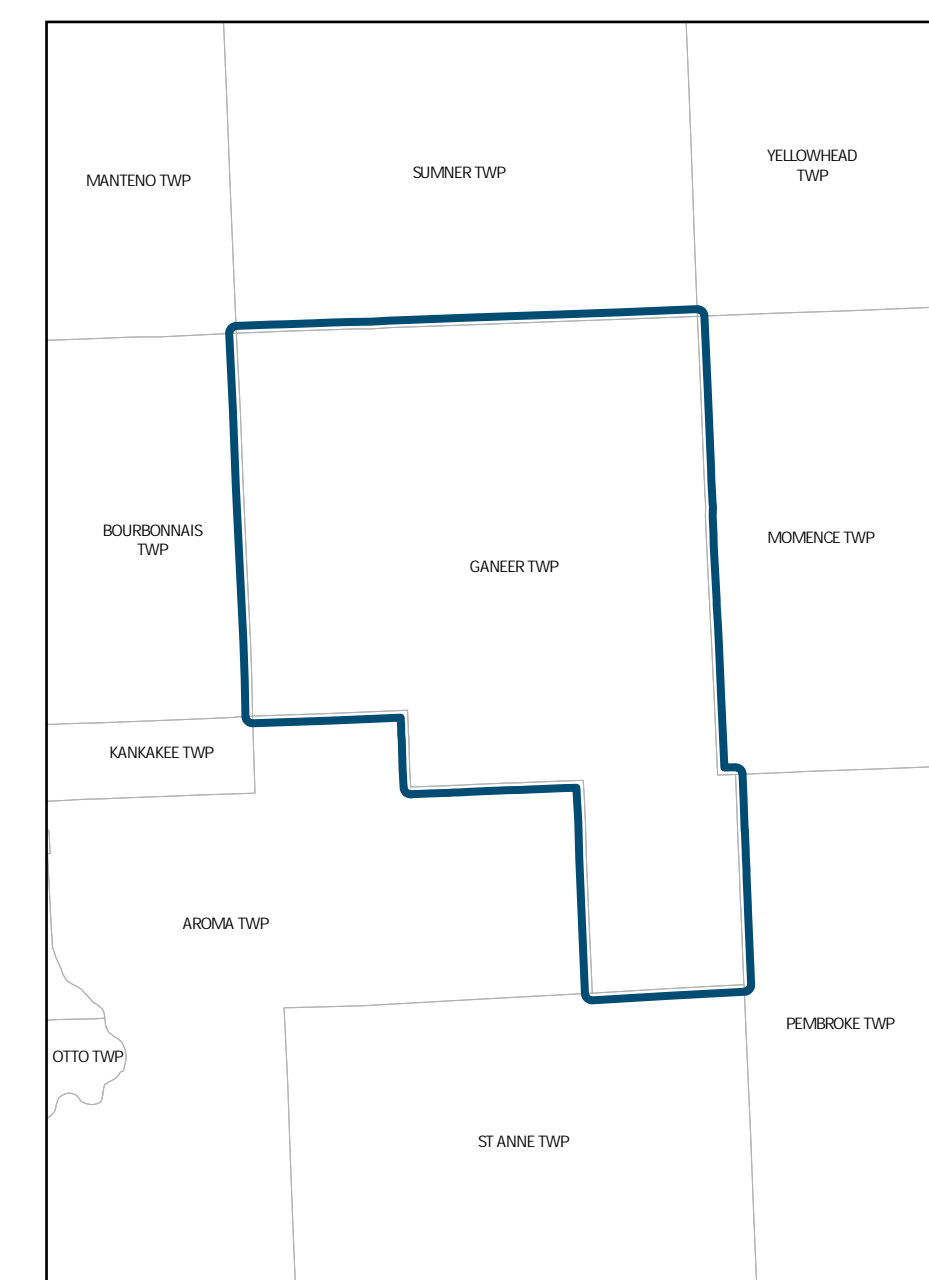 YELLOWHEAD
TWP
SUMNER TWP
MANTENO TWP
BOURBONNAIS
TWP
MOMENCE TWP
GANEER TWP
KANKAKEE TWP
AROMA TWP
PEMBROKE TWP
OTTO TWP
ST ANNE TWP